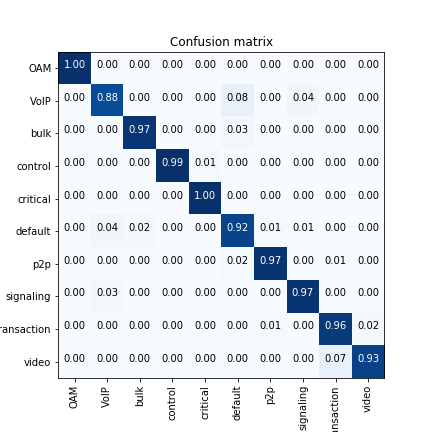 Confusion matrix
OAM 1.00 0.00 0.00 0.00 0.00 0.00 0.00 0.00 0.00 0.00
VoIP 0.00 0.88 0.00 0.00 0.00 0.08 0.00 0.04 0.00 0.00
bulk 0.00 0.00 0.97 0.00 0.00 0.03 0.00 0.00 0.00 0.00
control 0.00 0.00 0.00 0.99 0.01 0.00 0.00 0.00 0.00 0.00
critical 0.00 0.00 0.00 0.00 1.00 0.00 0.00 0.00 0.00 0.00
default 0.00 0.04 0.02 0.00 0.00 0.92 0.01 0.01 0.00 0.00
p2p 0.00 0.00 0.00 0.00 0.00 0.02 0.97 0.00 0.01 0.00
signaling 0.00 0.03 0.00 0.00 0.00 0.00 0.00 0.97 0.00 0.00
ransaction 0.00 0.00 0.00 0.00 0.00 0.00 0.01 0.00 0.96 0.02
video 0.00 0.00 0.00 0.00 0.00 0.00 0.00 0.00 0.07 0.93
OAM VoIP bulk control critical default p2p signaling nsaction video